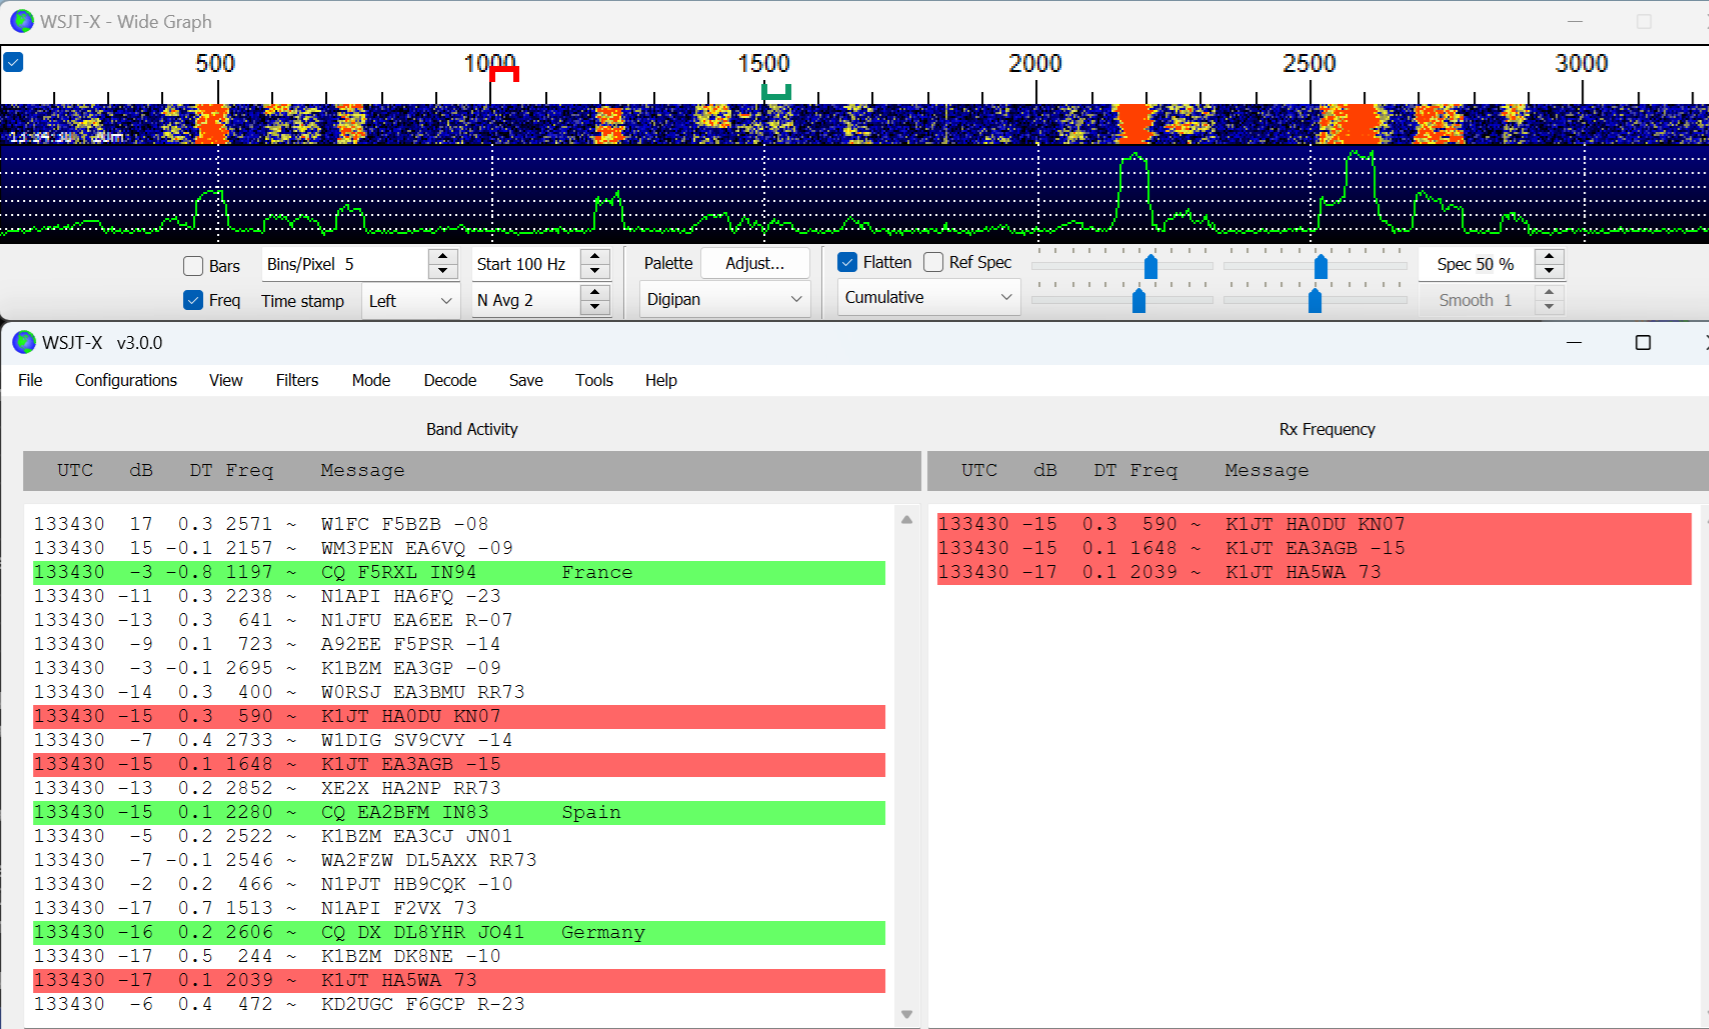 WSJT-X - Wide Graph
500 1000 1500 2000 2500 3000
Bars Bins/Pixel 5 Start 100 Hz Palette Adjust... Flatten Ref Spec Spec 50 %
Freq Time stamp Left N Avg 2 Digipan Cumulative Smooth 1
WSJT-X v3.0.0
File Configurations View Filters Mode Decode Save Tools Help
Band Activity
UTC dB DT Freq Message
133430 17 0.3 2571 ~ W1FC F5BZB -08
133430 15 -0.1 2157 ~ WM3PEN EA6VQ -09
133430 -3 -0.8 1197 ~ CQ F5RXL IN94 France
133430 -11 0.3 2238 ~ N1API HA6FQ -23
133430 -13 0.3 641 ~ N1JFU EA6EE R-07
133430 -9 0.1 723 ~ A92EE F5PSR -14
133430 -3 -0.1 2695 ~ K1BZM EA3GP -09
133430 -14 0.3 400 ~ W0RSJ EA3BMU RR73
133430 -15 0.3 590 ~ K1JT HA0DU KN07
133430 -7 0.4 2733 ~ W1DIG SV9CVY -14
133430 -15 0.1 1648 ~ K1JT EA3AGB -15
133430 -13 0.2 2852 ~ XE2X HA2NP RR73
133430 -15 0.1 2280 ~ CQ EA2BFM IN83 Spain
133430 -5 0.2 2522 ~ K1BZM EA3CJ JN01
133430 -7 -0.1 2546 ~ WA2FZW DL5AXX RR73
133430 -2 0.2 466 ~ N1PJT HB9CQK -10
133430 -17 0.7 1513 ~ N1API F2VX 73
133430 -16 0.2 2606 ~ CQ DX DL8YHR JO41 Germany
133430 -17 0.5 244 ~ K1BZM DK8NE -10
133430 -17 0.1 2039 ~ K1JT HA5WA 73
133430 -6 0.4 472 ~ KD2UGC F6GCP R-23
Rx Frequency
UTC dB DT Freq Message
133430 -15 0.3 590 ~ K1JT HA0DU KN07
133430 -15 0.1 1648 ~ K1JT EA3AGB -15
133430 -17 0.1 2039 ~ K1JT HA5WA 73